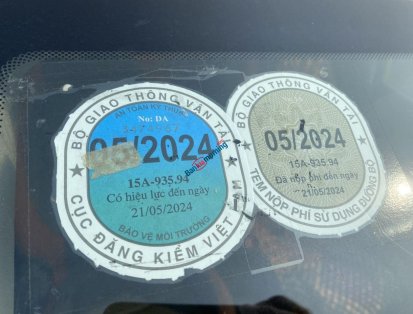 BỘ GIAO THÔNG VẬN TẢI
AN TOÀN KỸ THUẬT
No: DA
05/2024
15A-935.94
Có hiệu lực đến ngày
21/05/2024
BẢO VỆ MÔI TRƯỜNG
CỤC ĐĂNG KIỂM VIỆT NAM
BỘ GIAO THÔNG VẬN TẢI
05/2024
15A-935.94
Đã nộp phí đến ngày
21/05/2024
TEM NỘP PHÍ SỬ DỤNG ĐƯỜNG BỘ